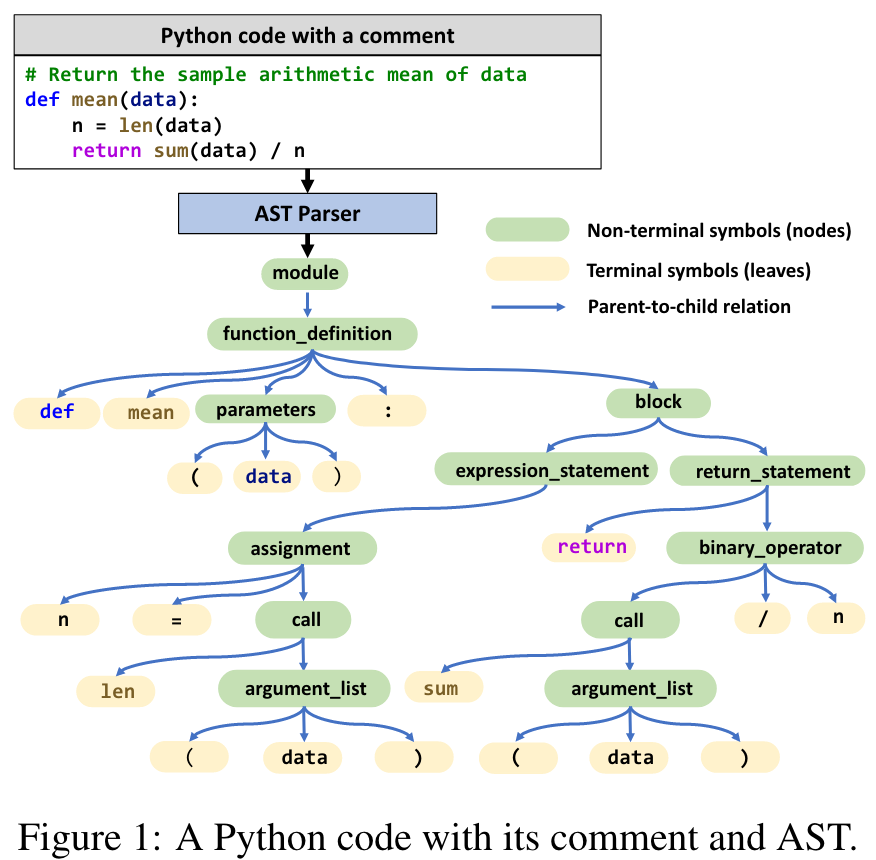 Python code with a comment
# Return the sample arithmetic mean of data
def mean(data):
    n = len(data)
    return sum(data) / n
AST Parser
Non-terminal symbols (nodes)
Terminal symbols (leaves)
Parent-to-child relation
module
function_definition
def mean parameters : block
( data )
expression_statement return_statement
assignment return binary_operator
n = call call / n
len argument_list sum argument_list
( data ) ( data )
Figure 1: A Python code with its comment and AST.